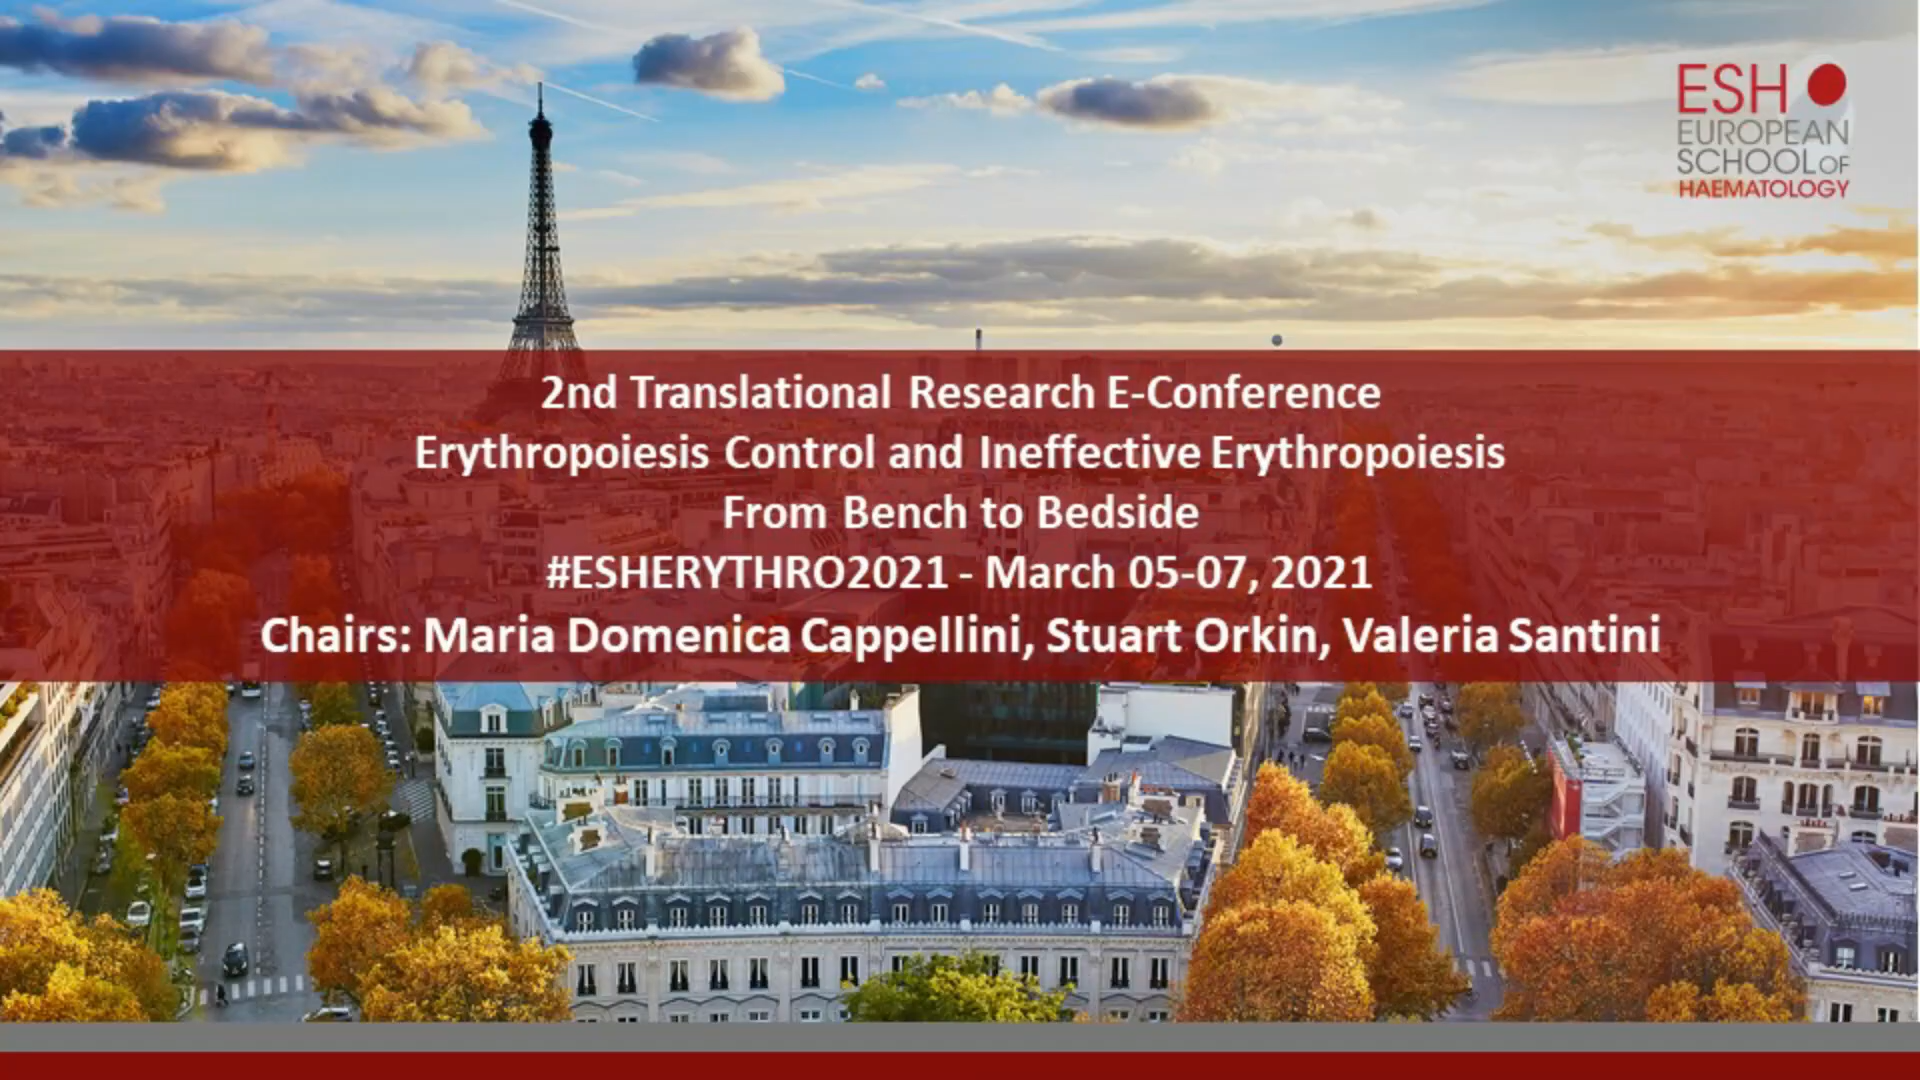 ESH
EUROPEAN
SCHOOL OF
HAEMATOLOGY
2nd Translational Research E-Conference
Erythropoiesis Control and Ineffective Erythropoiesis
From Bench to Bedside
#ESHERYTHRO2021 - March 05-07, 2021
Chairs: Maria Domenica Cappellini, Stuart Orkin, Valeria Santini